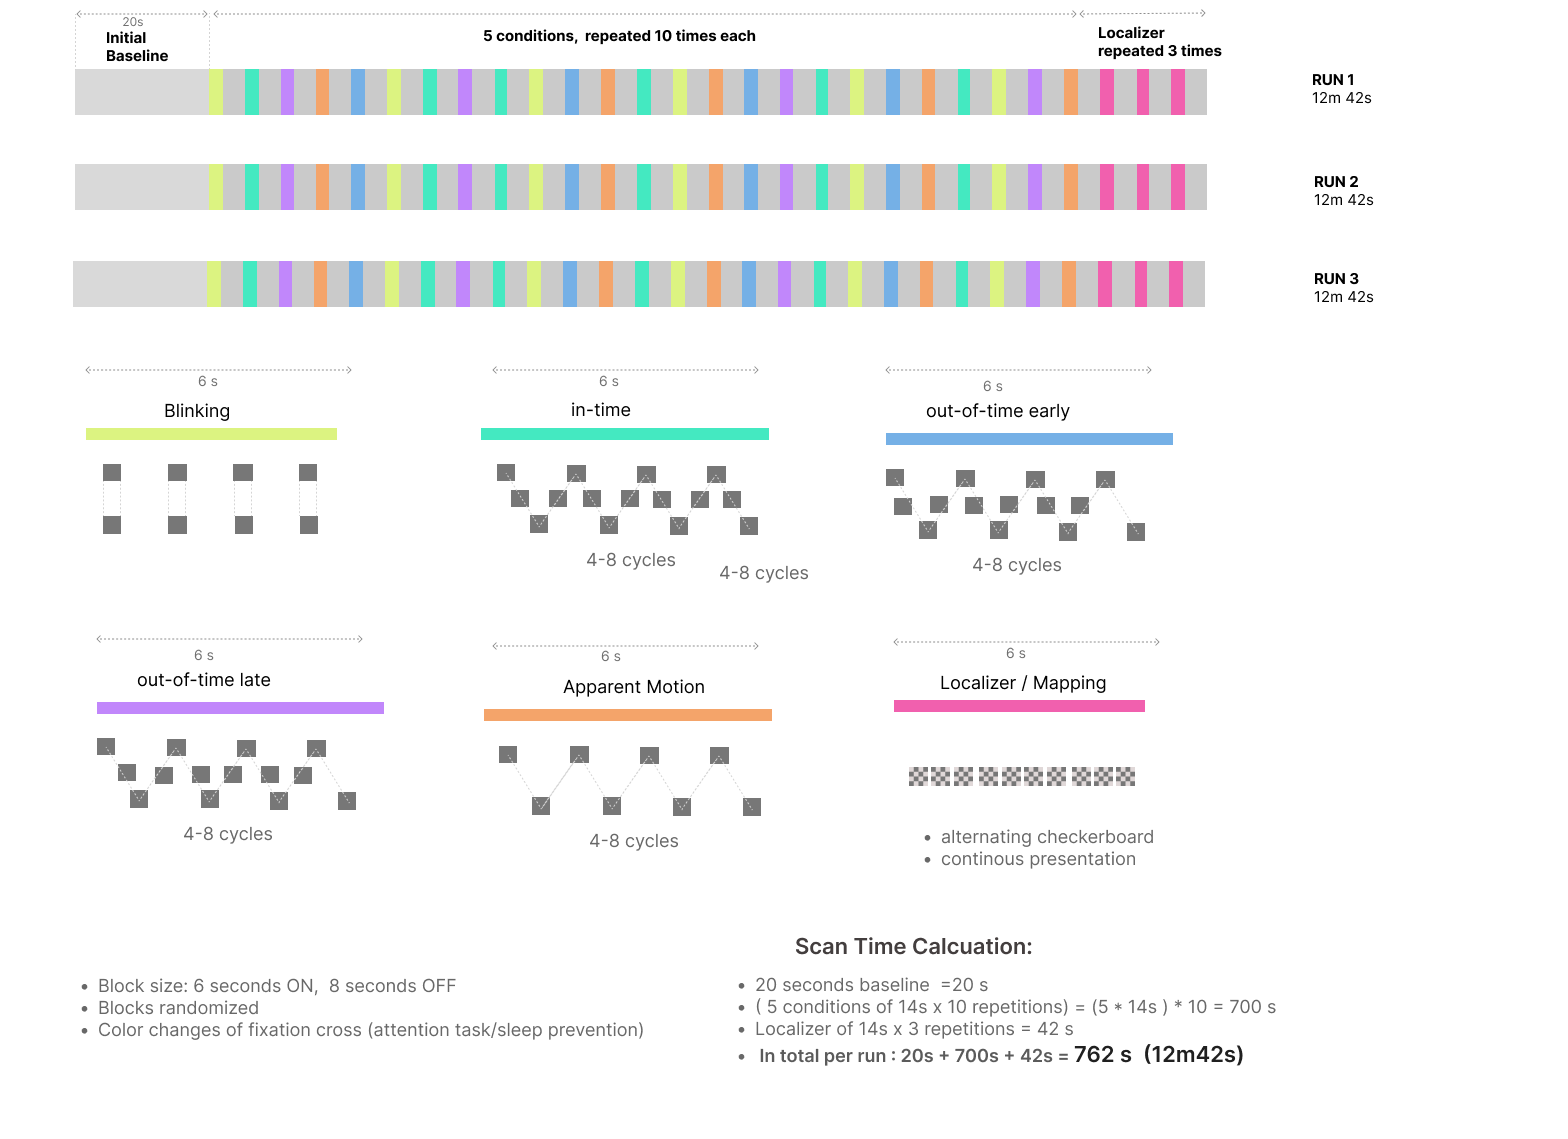 20s
Initial
Baseline
5 conditions,  repeated 10 times each
Localizer
repeated 3 times
RUN 1
12m 42s
RUN 2
12m 42s
RUN 3
12m 42s
6 s
Blinking
6 s
in-time
4-8 cycles
4-8 cycles
6 s
out-of-time early
4-8 cycles
6 s
out-of-time late
4-8 cycles
6 s
Apparent Motion
4-8 cycles
6 s
Localizer / Mapping
• alternating checkerboard
• continous presentation
• Block size: 6 seconds ON,  8 seconds OFF
• Blocks randomized
• Color changes of fixation cross (attention task/sleep prevention)
Scan Time Calcuation:
• 20 seconds baseline  =20 s
• ( 5 conditions of 14s x 10 repetitions) = (5 * 14s ) * 10 = 700 s
• Localizer of 14s x 3 repetitions = 42 s
• In total per run : 20s + 700s + 42s = 762 s  (12m42s)